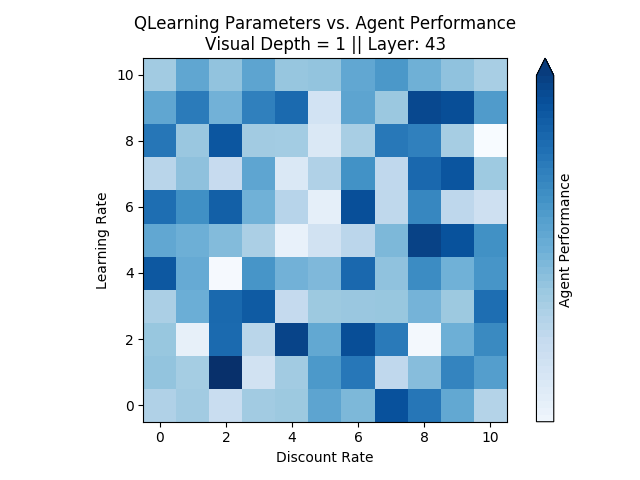 QLearning Parameters vs. Agent Performance
Visual Depth = 1 || Layer: 43
10
8
6
4
2
0
Learning Rate
0 2 4 6 8 10
Discount Rate
Agent Performance